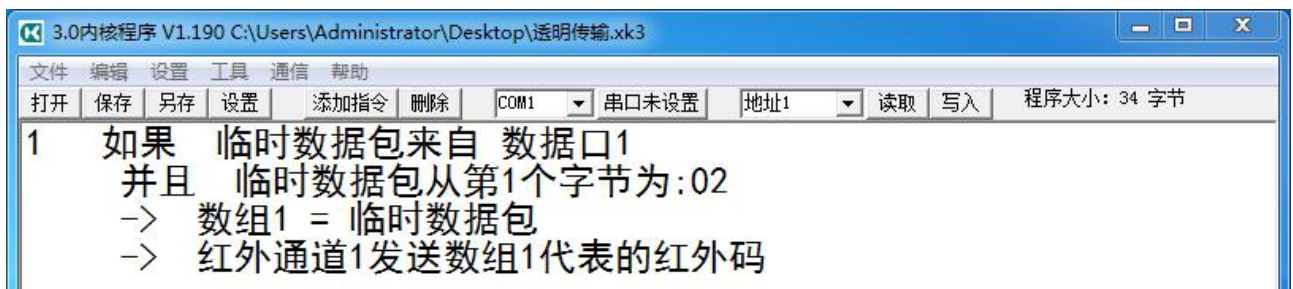 3.0内核程序 V1.190 C:\Users\Administrator\Desktop\透明传输.xk3
文件 编辑 设置 工具 通信 帮助
打开 保存 另存 设置 添加指令 删除 COM1 串口未设置 地址1 读取 写入 程序大小: 34 字节
1 如果 临时数据包来自 数据口1
并且 临时数据包从第1个字节为:02
-> 数组1 = 临时数据包
-> 红外通道1发送数组1代表的红外码